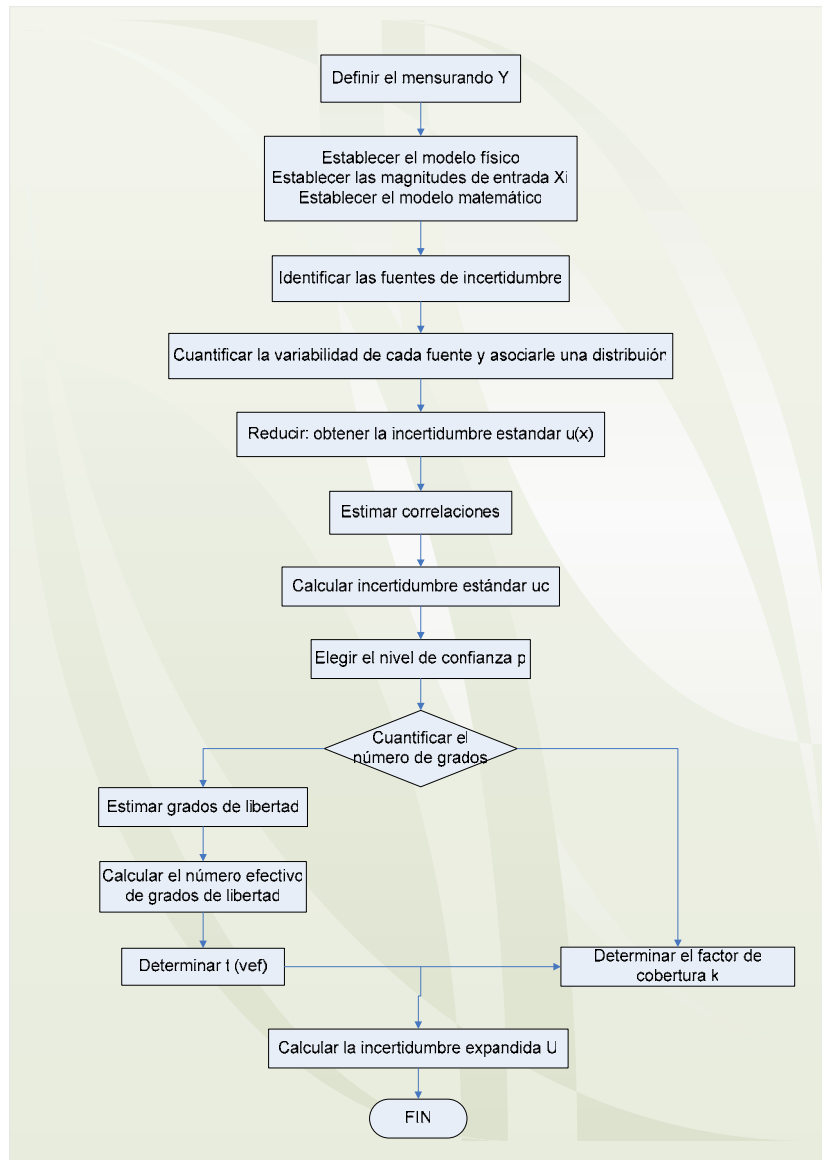 Definir el mensurando Y
Establecer el modelo físico
Establecer las magnitudes de entrada Xi
Establecer el modelo matemático
Identificar las fuentes de incertidumbre
Cuantificar la variabilidad de cada fuente y asociarle una distribuión
Reducir: obtener la incertidumbre estandar u(x)
Estimar correlaciones
Calcular incertidumbre estándar uc
Elegir el nivel de confianza p
Cuantificar el
número de grados
Estimar grados de libertad
Calcular el número efectivo
de grados de libertad
Determinar t (vef)
Determinar el factor de
cobertura k
Calcular la incertidumbre expandida U
FIN